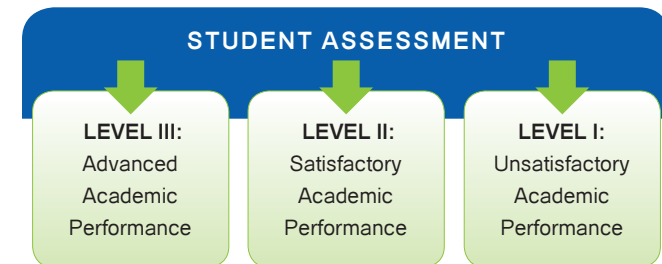 STUDENT ASSESSMENT
LEVEL III:
Advanced
Academic
Performance
LEVEL II:
Satisfactory
Academic
Performance
LEVEL I:
Unsatisfactory
Academic
Performance